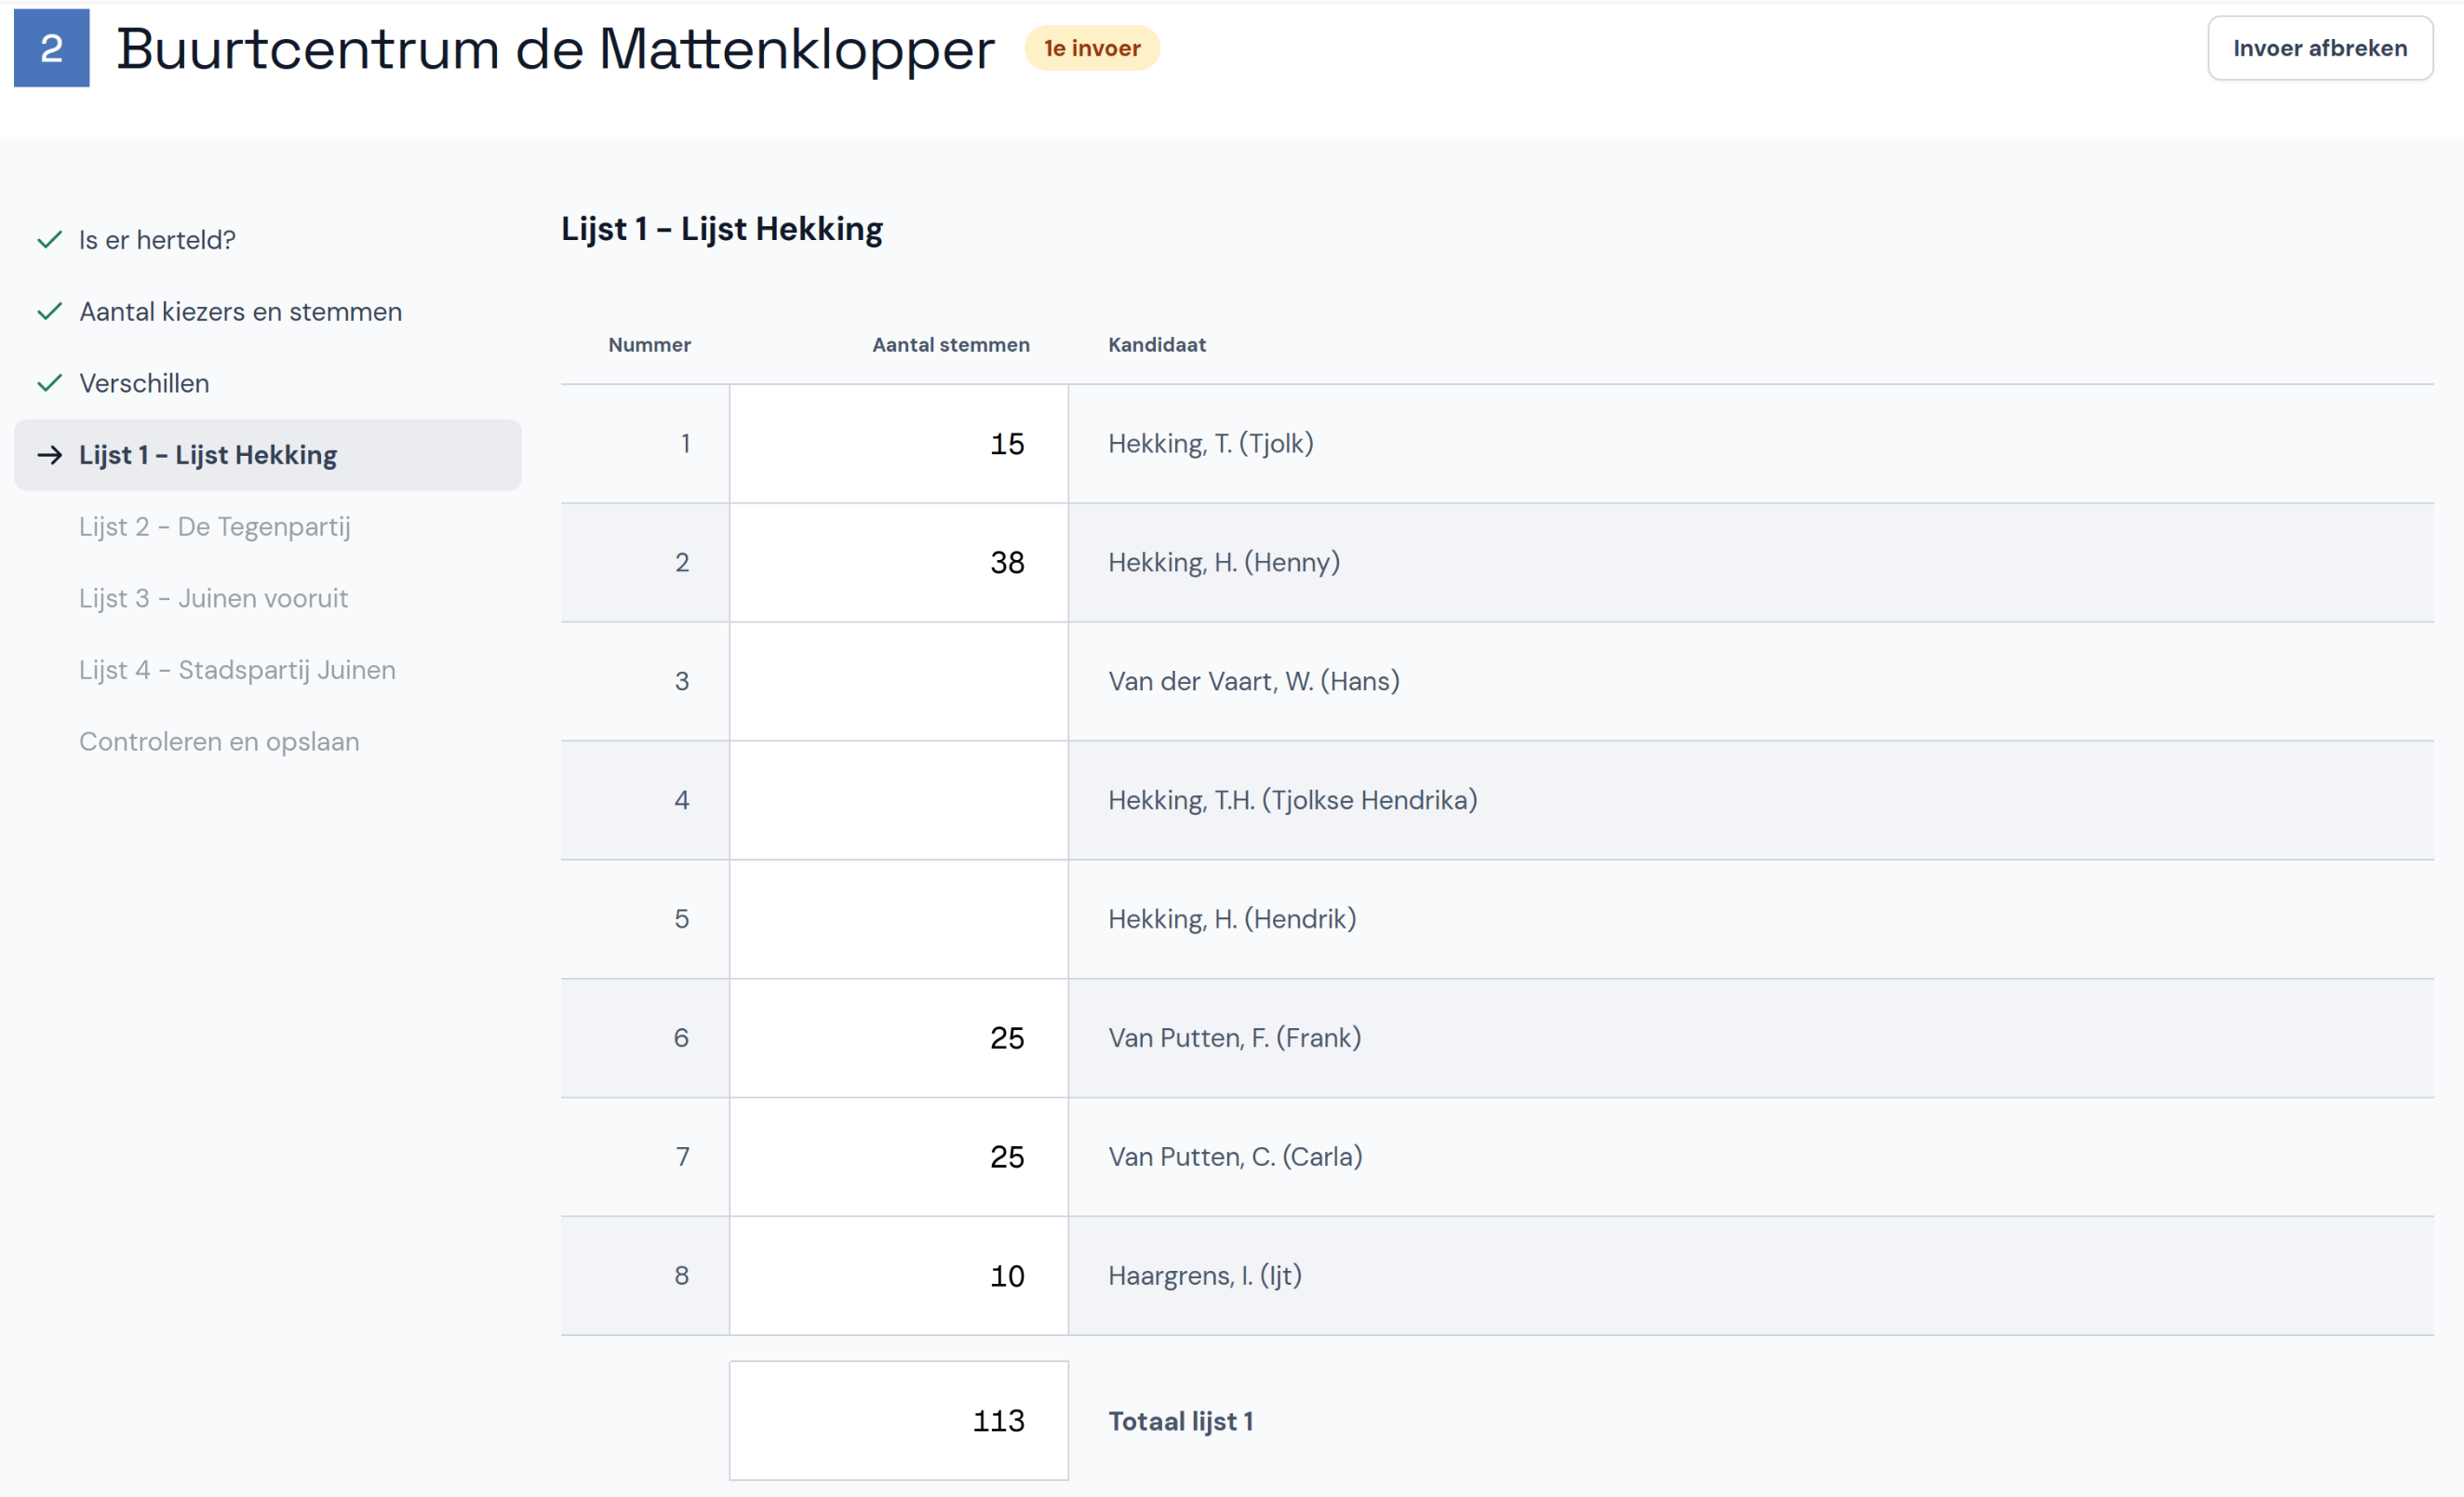 2 Buurtcentrum de Mattenklopper 1e invoer Invoer afbreken
Is er herteld?
Aantal kiezers en stemmen
Verschillen
Lijst 1 – Lijst Hekking
Lijst 2 – De Tegenpartij
Lijst 3 – Juinen vooruit
Lijst 4 – Stadspartij Juinen
Controleren en opslaan
Lijst 1 – Lijst Hekking
Nummer Aantal stemmen Kandidaat
1 15 Hekking, T. (Tjolk)
2 38 Hekking, H. (Henny)
3 Van der Vaart, W. (Hans)
4 Hekking, T.H. (Tjolkse Hendrika)
5 Hekking, H. (Hendrik)
6 25 Van Putten, F. (Frank)
7 25 Van Putten, C. (Carla)
8 10 Haargrens, I. (Ijt)
113 Totaal lijst 1